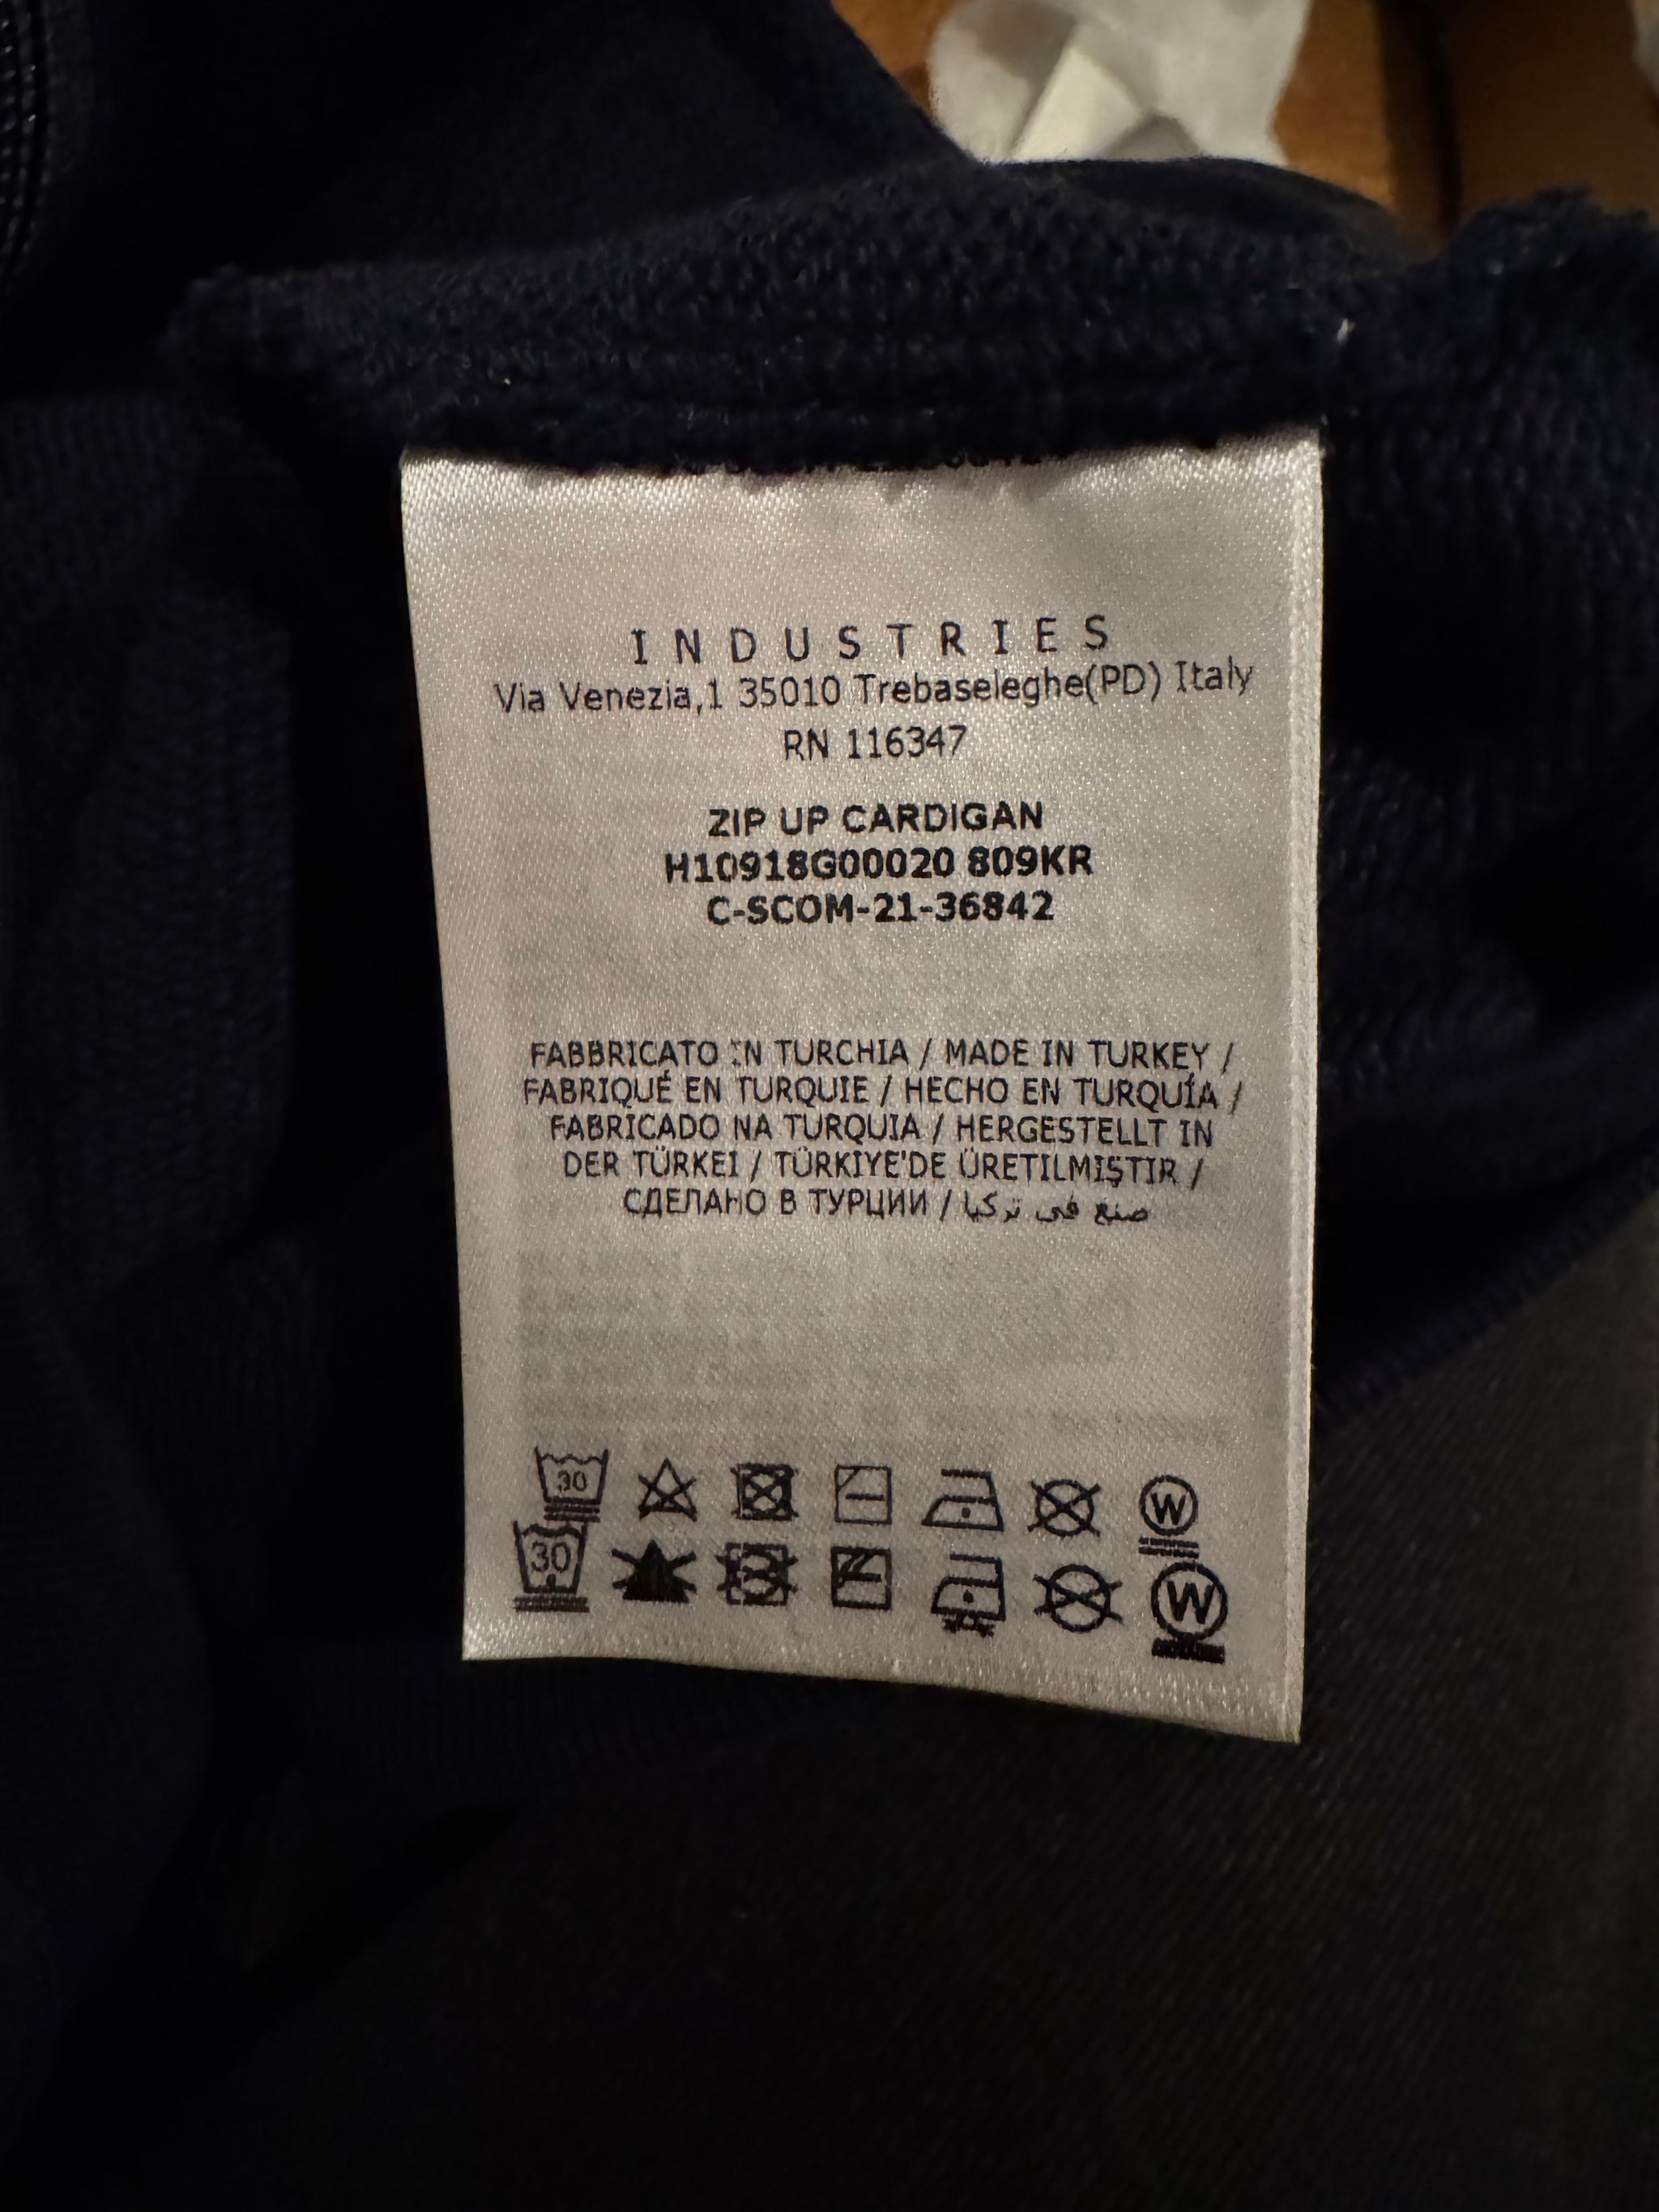 INDUSTRIES
Via Venezia,1 35010 Trebaseleghe(PD) Italy
RN 116347
ZIP UP CARDIGAN
H10918G00020 809KR
C-SCOM-21-36842
FABBRICATO IN TURCHIA / MADE IN TURKEY /
FABRIQUÉ EN TURQUIE / HECHO EN TURQUÍA /
FABRICADO NA TURQUIA / HERGESTELLT IN
DER TÜRKEI / TÜRKIYE'DE ÜRETILMIŞTIR /
СДЕЛАНО В ТУРЦИИ / صنع في تركيا
30 W
30 W